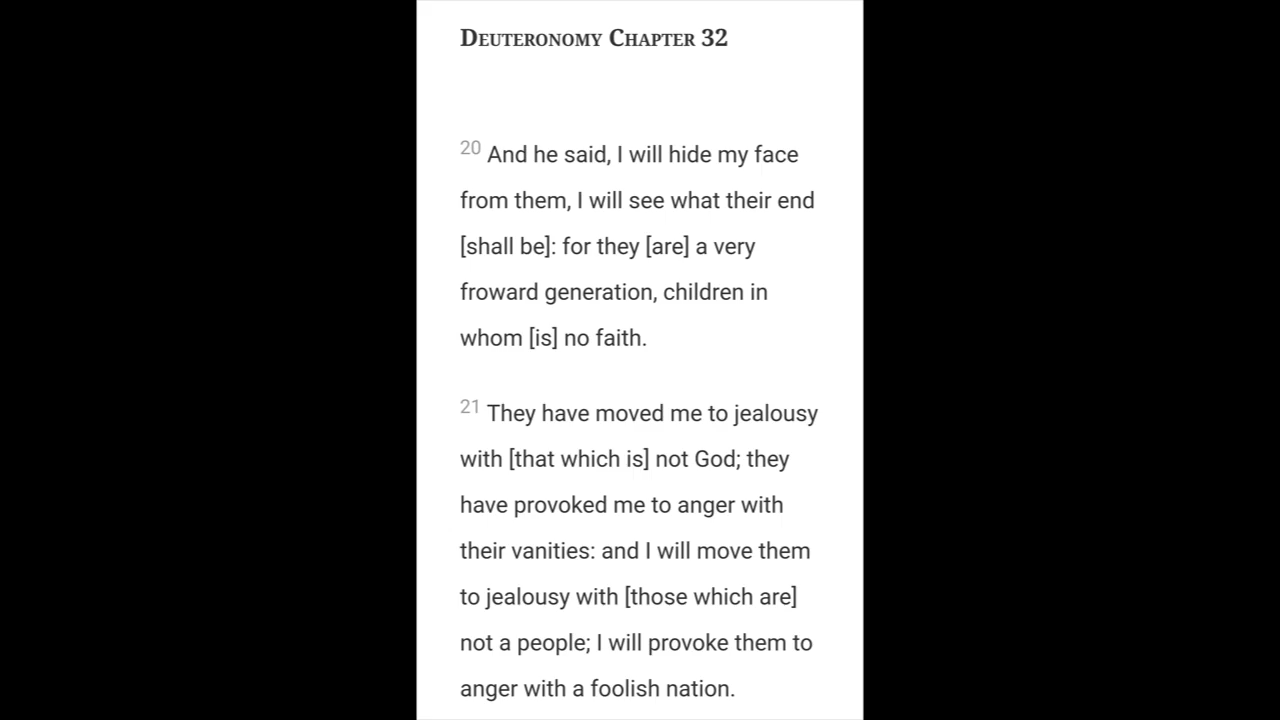 Deuteronomy Chapter 32
20 And he said, I will hide my face
from them, I will see what their end
[shall be]: for they [are] a very
froward generation, children in
whom [is] no faith.
21 They have moved me to jealousy
with [that which is] not God; they
have provoked me to anger with
their vanities: and I will move them
to jealousy with [those which are]
not a people; I will provoke them to
anger with a foolish nation.